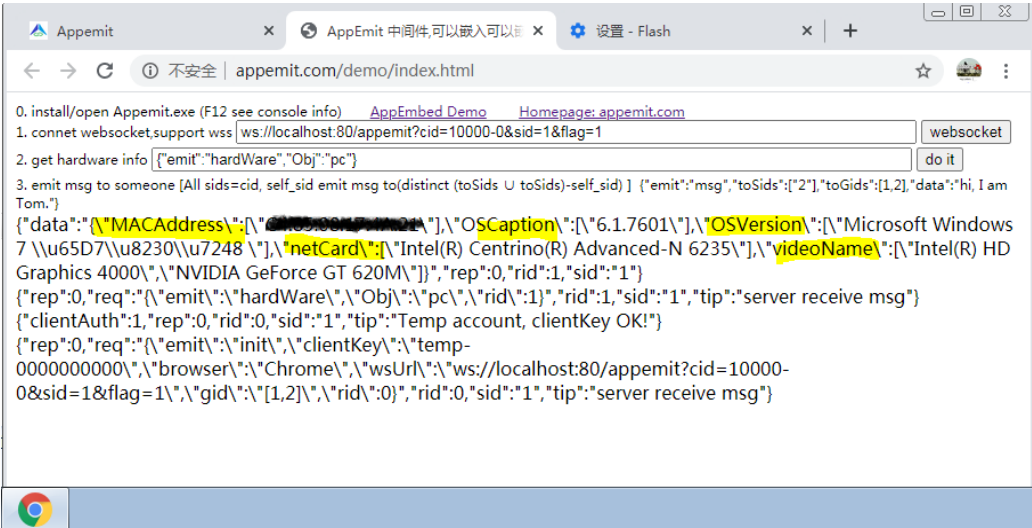 Appemit
AppEmit 中间件,可以嵌入可以
设置 - Flash
不安全 | appemit.com/demo/index.html
0. install/open Appemit.exe (F12 see console info) AppEmbed Demo Homepage: appemit.com
1. connet websocket,support wss ws://localhost:80/appemit?cid=10000-0&sid=1&flag=1 websocket
2. get hardware info {"emit":"hardWare","Obj":"pc"} do it
3. emit msg to someone [All sids=cid, self_sid emit msg to(distinct (toSids ∪ toSids)-self_sid) ] {"emit":"msg","toSids":["2"],"toGids":[1,2],"data":"hi, I am
Tom."}
{"data":"{\"MACAddress\":[\"\"],\"OSCaption\":[\"6.1.7601\"],\"OSVersion\":[\"Microsoft Windows
7 \\u65D7\\u8230\\u7248 \"],\"netCard\":[\"Intel(R) Centrino(R) Advanced-N 6235\"],\"videoName\":[\"Intel(R) HD
Graphics 4000\",\"NVIDIA GeForce GT 620M\"]}","rep":0,"rid":1,"sid":"1"}
{"rep":0,"req":"{\"emit\":\"hardWare\",\"Obj\":\"pc\",\"rid\":1}","rid":1,"sid":"1","tip":"server receive msg"}
{"clientAuth":1,"rep":0,"rid":0,"sid":"1","tip":"Temp account, clientKey OK!"}
{"rep":0,"req":"{\"emit\":\"init\",\"clientKey\":\"temp-
0000000000\",\"browser\":\"Chrome\",\"wsUrl\":\"ws://localhost:80/appemit?cid=10000-
0&sid=1&flag=1\",\"gid\":\"[1,2]\",\"rid\":0}","rid":0,"sid":"1","tip":"server receive msg"}